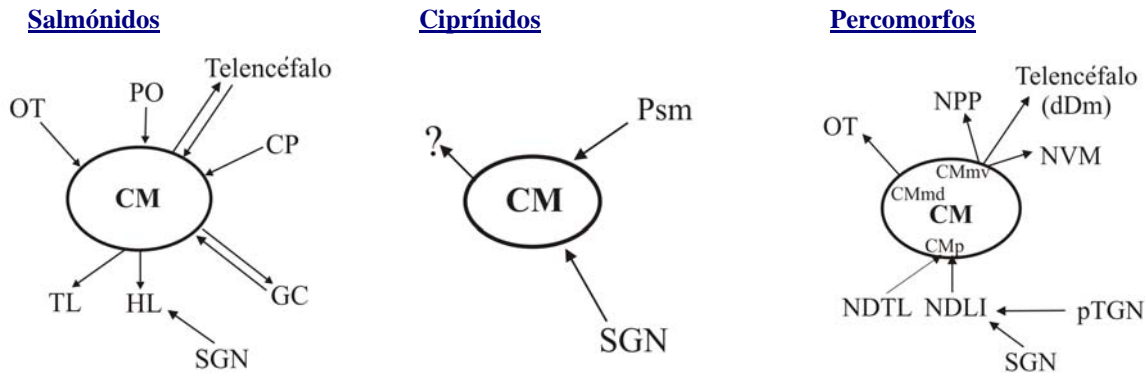 Salmónidos
Telencéfalo
PO
OT
CP
CM
TL
HL
GC
SGN
Ciprínidos
Psm
?
CM
SGN
Percomorfos
Telencéfalo
(dDm)
NPP
OT
NVM
CMmv
CMmd
CM
CMp
NDTL NDLI
pTGN
SGN